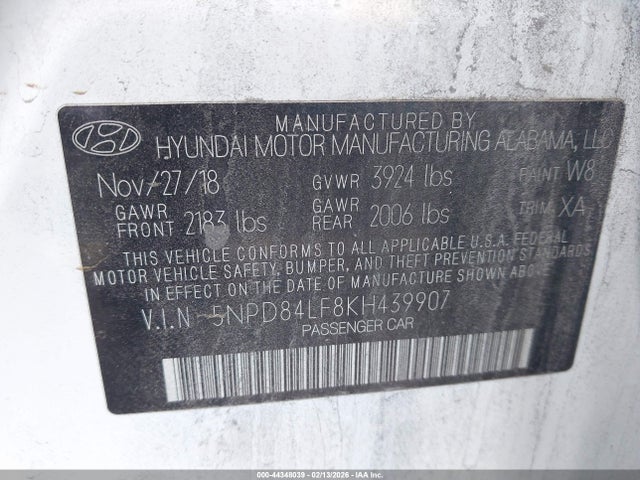 MANUFACTURED BY
HYUNDAI MOTOR MANUFACTURING ALABAMA, LLC
Nov/27/18 GVWR 3924 lbs PAINT W8
GAWR FRONT 2183 lbs GAWR REAR 2006 lbs TRIM XA
THIS VEHICLE CONFORMS TO ALL APPLICABLE U.S.A. FEDERAL
MOTOR VEHICLE SAFETY, BUMPER, AND THEFT PREVENTION STANDARDS
IN EFFECT ON THE DATE OF MANUFACTURE SHOWN ABOVE.
V.I.N 5NPD84LF8KH439907
PASSENGER CAR
000-44348039 - 02/13/2026 - IAA Inc.